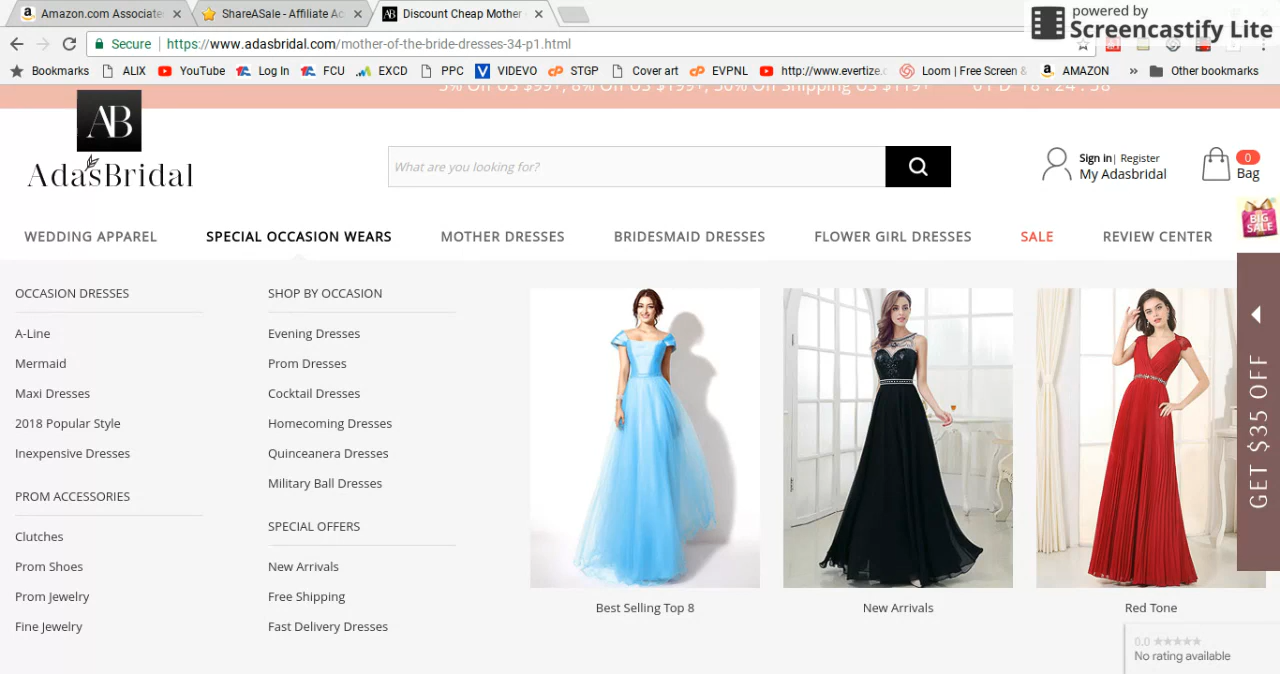 Amazon.com Associate
ShareASale - Affiliate Ac
Discount Cheap Mother
powered by
Screencastify Lite
Secure
https://www.adasbridal.com/mother-of-the-bride-dresses-34-p1.html
Bookmarks ALIX YouTube Log In FCU EXCD PPC VIDEVO STGP Cover art EVPNL http://www.evertize.c Loom | Free Screen & AMAZON » Other bookmarks
5% Off US $99+, 8% Off US $199+, 50% Off Shipping US $119+ 01 D 18 : 24 : 58
AB
AdasBridal
What are you looking for?
Sign in | Register
My Adasbridal
0
Bag
BIG SALE
WEDDING APPAREL SPECIAL OCCASION WEARS MOTHER DRESSES BRIDESMAID DRESSES FLOWER GIRL DRESSES SALE REVIEW CENTER
OCCASION DRESSES
A-Line
Mermaid
Maxi Dresses
2018 Popular Style
Inexpensive Dresses
PROM ACCESSORIES
Clutches
Prom Shoes
Prom Jewelry
Fine Jewelry
SHOP BY OCCASION
Evening Dresses
Prom Dresses
Cocktail Dresses
Homecoming Dresses
Quinceanera Dresses
Military Ball Dresses
SPECIAL OFFERS
New Arrivals
Free Shipping
Fast Delivery Dresses
Best Selling Top 8
New Arrivals
Red Tone
GET $35 OFF
0.0 ★★★★★
No rating available